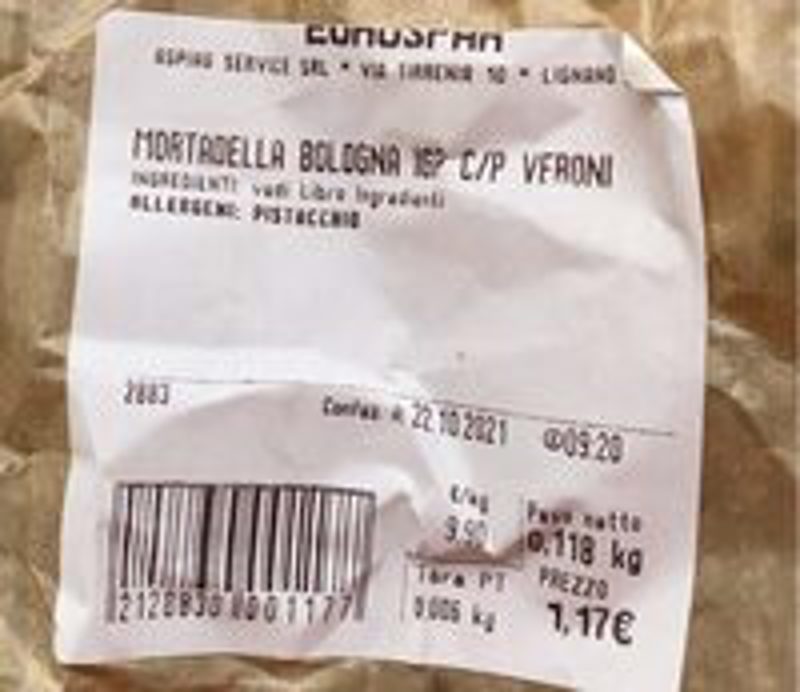 EUROSPAR
OSPIAG SERVICE SRL * VIA TIRRENIA 10 * LIGNANO
MORTADELLA BOLOGNA IGP C/P VERONI
INGREDIENTI: vedi Libro Ingredienti
ALLERGENI: PISTACCHIO
2883
Confez. il 22.10.2021 @09:20
€/kg Peso netto
9,90 0,118 kg
Tara PT PREZZO
0,006 kg 1,17€